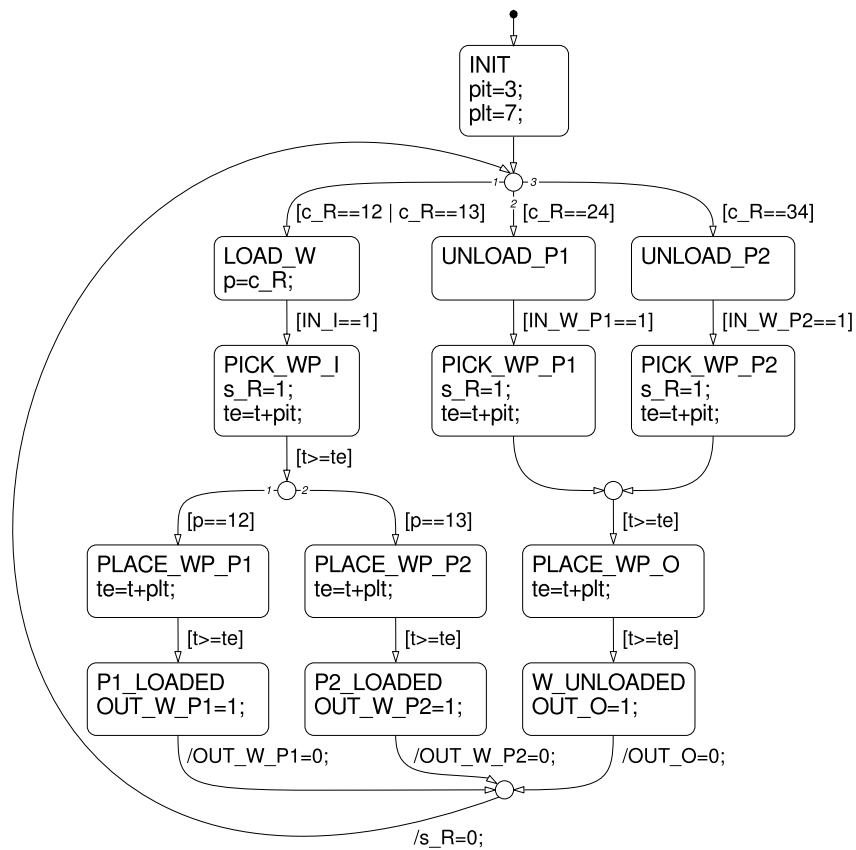 INIT
pit=3;
plt=7;
1
3
2
[c_R==12 | c_R==13]
[c_R==24]
[c_R==34]
LOAD_W
p=c_R;
UNLOAD_P1
UNLOAD_P2
[IN_I==1]
[IN_W_P1==1]
[IN_W_P2==1]
PICK_WP_I
s_R=1;
te=t+pit;
PICK_WP_P1
s_R=1;
te=t+pit;
PICK_WP_P2
s_R=1;
te=t+pit;
[t>=te]
1
2
[p==12]
[p==13]
[t>=te]
PLACE_WP_P1
te=t+plt;
PLACE_WP_P2
te=t+plt;
PLACE_WP_O
te=t+plt;
[t>=te]
[t>=te]
[t>=te]
P1_LOADED
OUT_W_P1=1;
P2_LOADED
OUT_W_P2=1;
W_UNLOADED
OUT_O=1;
/OUT_W_P1=0;
/OUT_W_P2=0;
/OUT_O=0;
/s_R=0;